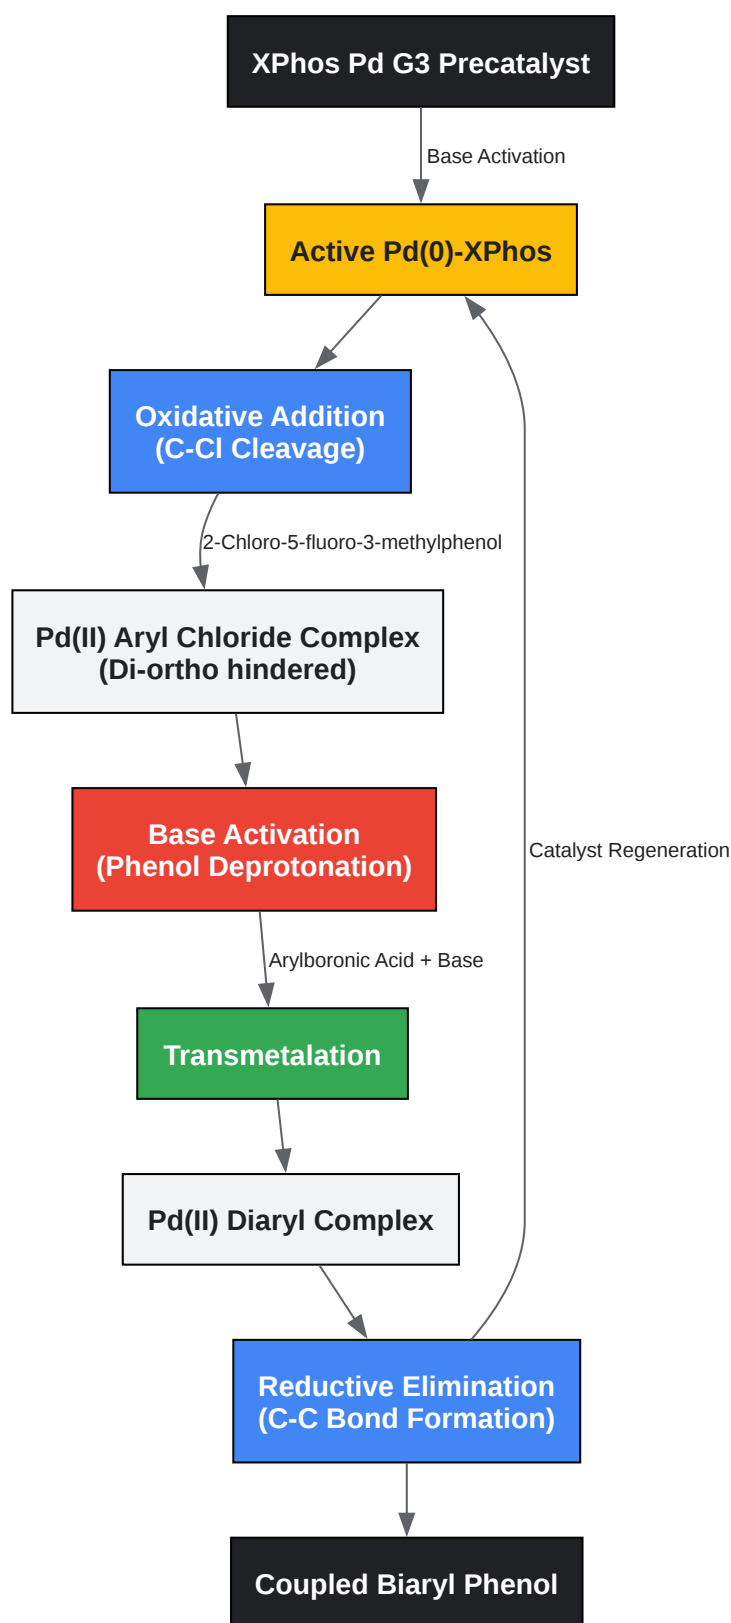 XPhos Pd G3 Precatalyst
Base Activation
Active Pd(0)-XPhos
Oxidative Addition
(C-Cl Cleavage)
2-Chloro-5-fluoro-3-methylphenol
Pd(II) Aryl Chloride Complex
(Di-ortho hindered)
Base Activation
(Phenol Deprotonation)
Catalyst Regeneration
Arylboronic Acid + Base
Transmetalation
Pd(II) Diaryl Complex
Reductive Elimination
(C-C Bond Formation)
Coupled Biaryl Phenol